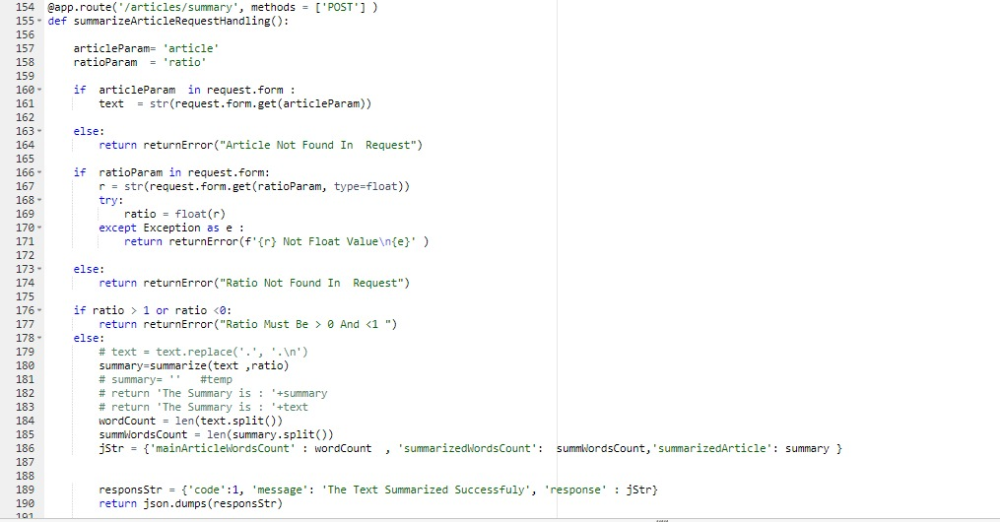 154 @app.route('/articles/summary', methods = ['POST'] )
155 def summarizeArticleRequestHandling():
156
157     articleParam= 'article'
158     ratioParam  = 'ratio'
159
160     if  articleParam  in request.form :
161         text  = str(request.form.get(articleParam))
162
163     else:
164         return returnError("Article Not Found In  Request")
165
166     if  ratioParam in request.form:
167         r = str(request.form.get(ratioParam, type=float))
168         try:
169             ratio = float(r)
170         except Exception as e :
171             return returnError(f'{r} Not Float Value\n{e}' )
172
173     else:
174         return returnError("Ratio Not Found In  Request")
175
176     if ratio > 1 or ratio <0:
177         return returnError("Ratio Must Be > 0 And <1 ")
178     else:
179         # text = text.replace('.', '.\n')
180         summary=summarize(text ,ratio)
181         # summary= ''   #temp
182         # return 'The Summary is : '+summary
183         # return 'The Summary is : '+text
184         wordCount = len(text.split())
185         summWordsCount = len(summary.split())
186         jStr = {'mainArticleWordsCount' : wordCount  , 'summarizedWordsCount':  summWordsCount,'summarizedArticle': summary }
187
188
189         responsStr = {'code':1, 'message': 'The Text Summarized Successfuly', 'response' : jStr}
190         return json.dumps(responsStr)
191